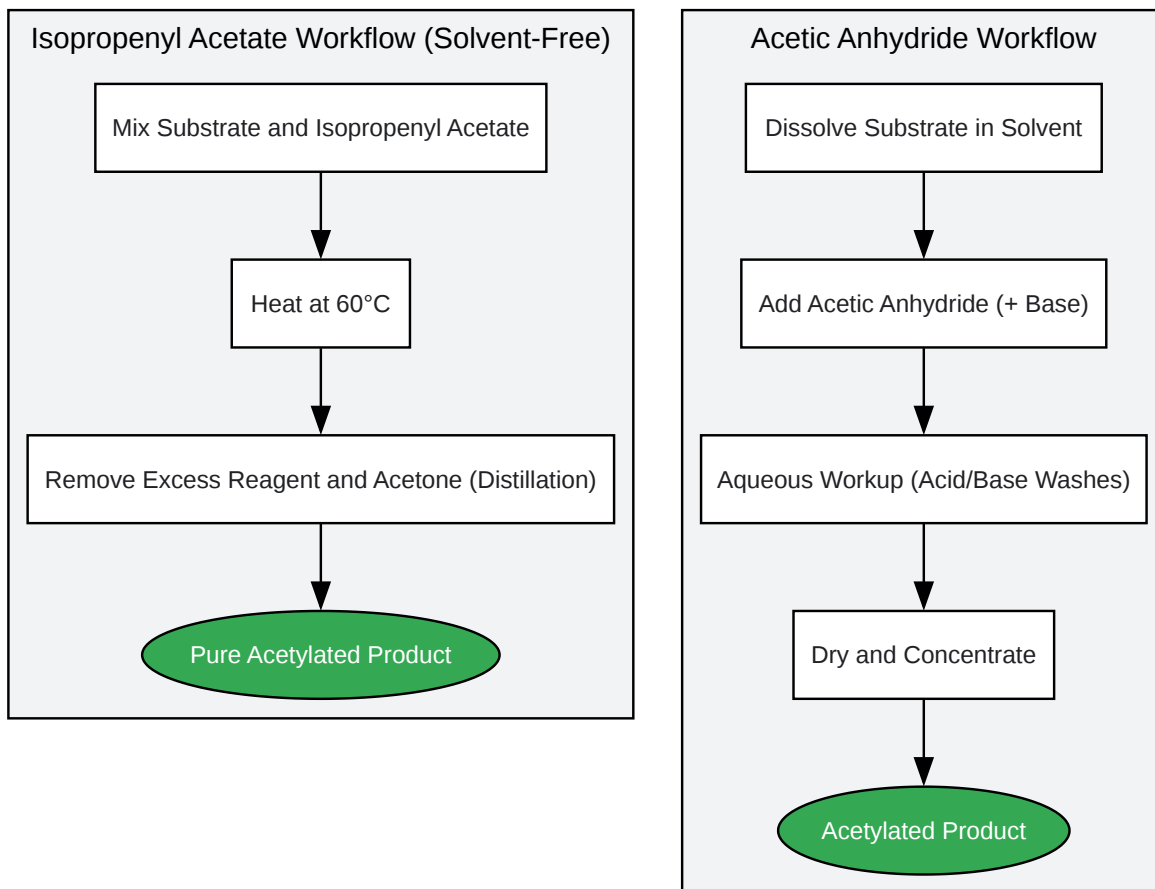 Isopropenyl Acetate Workflow (Solvent-Free)
Mix Substrate and Isopropenyl Acetate
Heat at 60°C
Remove Excess Reagent and Acetone (Distillation)
Pure Acetylated Product
Acetic Anhydride Workflow
Dissolve Substrate in Solvent
Add Acetic Anhydride (+ Base)
Aqueous Workup (Acid/Base Washes)
Dry and Concentrate
Acetylated Product